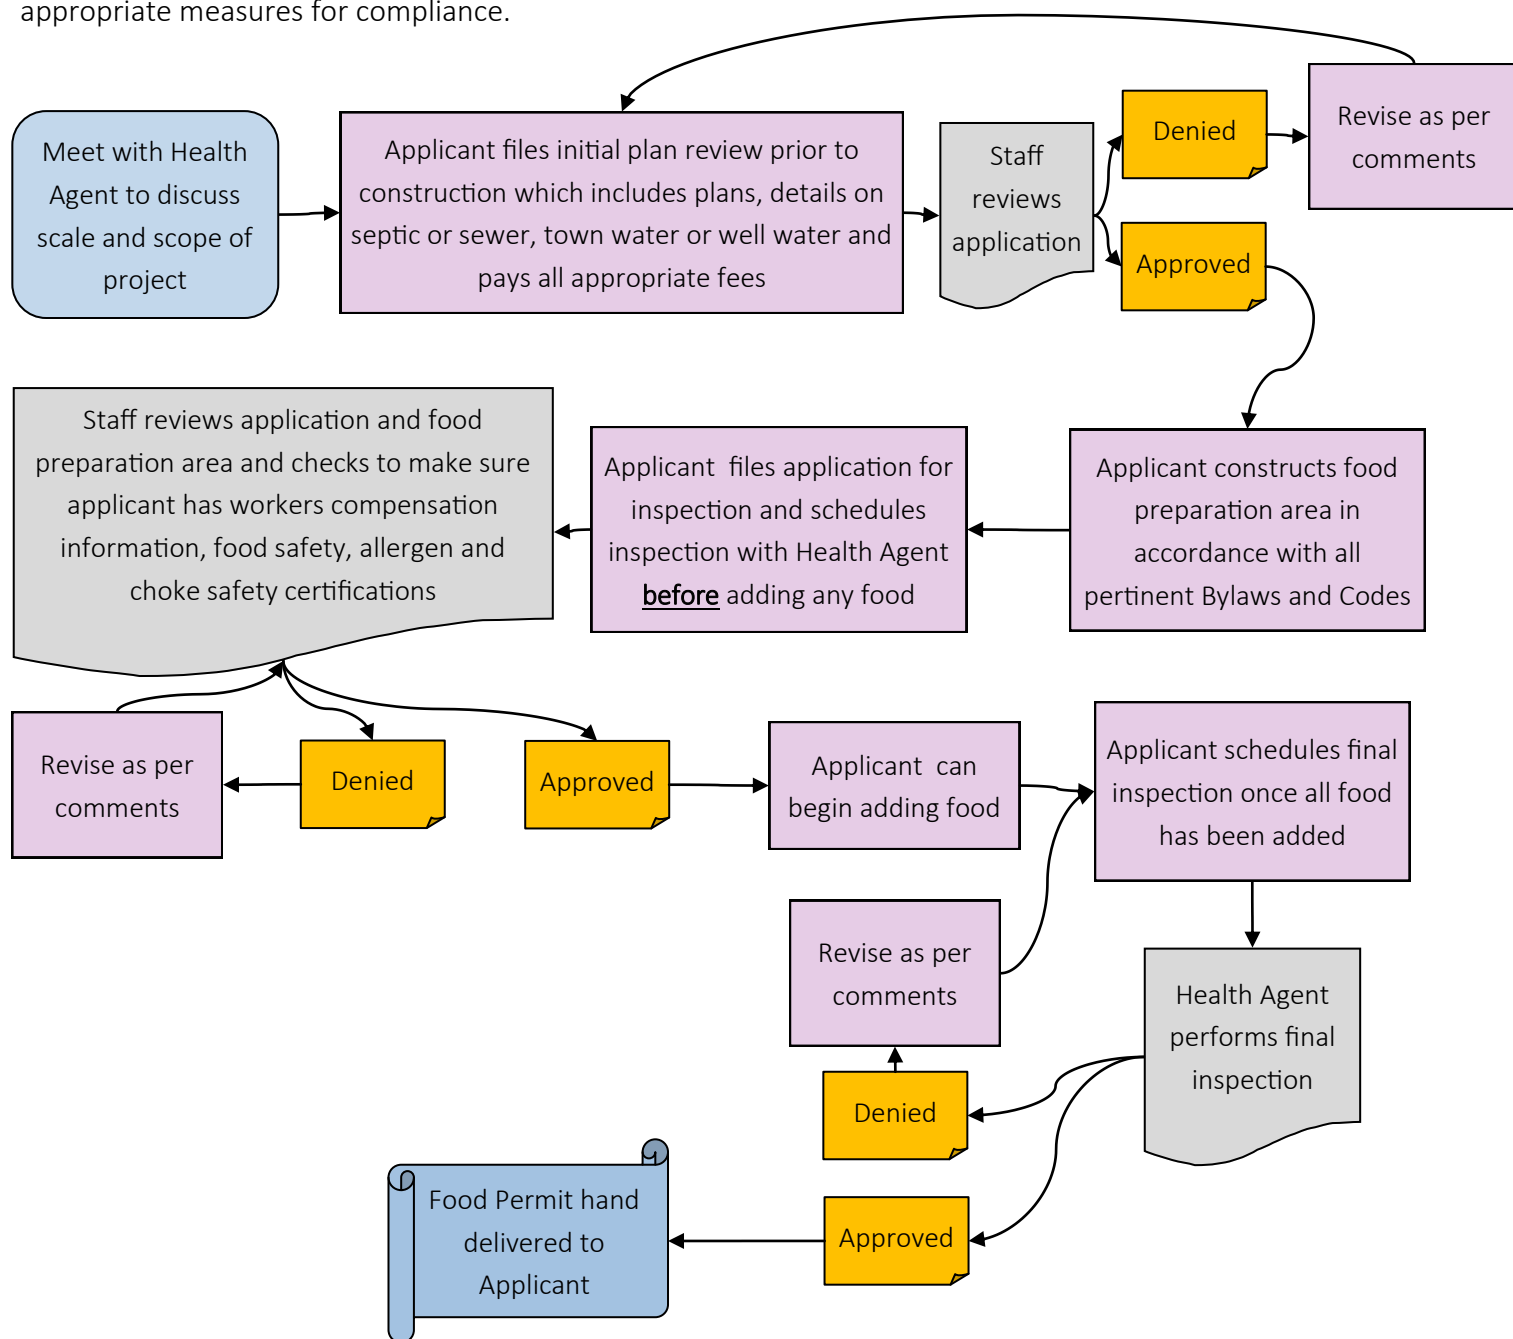 appropriate measures for compliance.
Meet with Health
Agent to discuss
scale and scope of
project
Applicant files initial plan review prior to
construction which includes plans, details on
septic or sewer, town water or well water and
pays all appropriate fees
Staff
reviews
application
Denied
Approved
Revise as per
comments
Applicant constructs food
preparation area in
accordance with all
pertinent Bylaws and Codes
Applicant files application for
inspection and schedules
inspection with Health Agent
before adding any food
Staff reviews application and food
preparation area and checks to make sure
applicant has workers compensation
information, food safety, allergen and
choke safety certifications
Revise as per
comments
Denied
Approved
Applicant can
begin adding food
Applicant schedules final
inspection once all food
has been added
Revise as per
comments
Health Agent
performs final
inspection
Denied
Approved
Food Permit hand
delivered to
Applicant